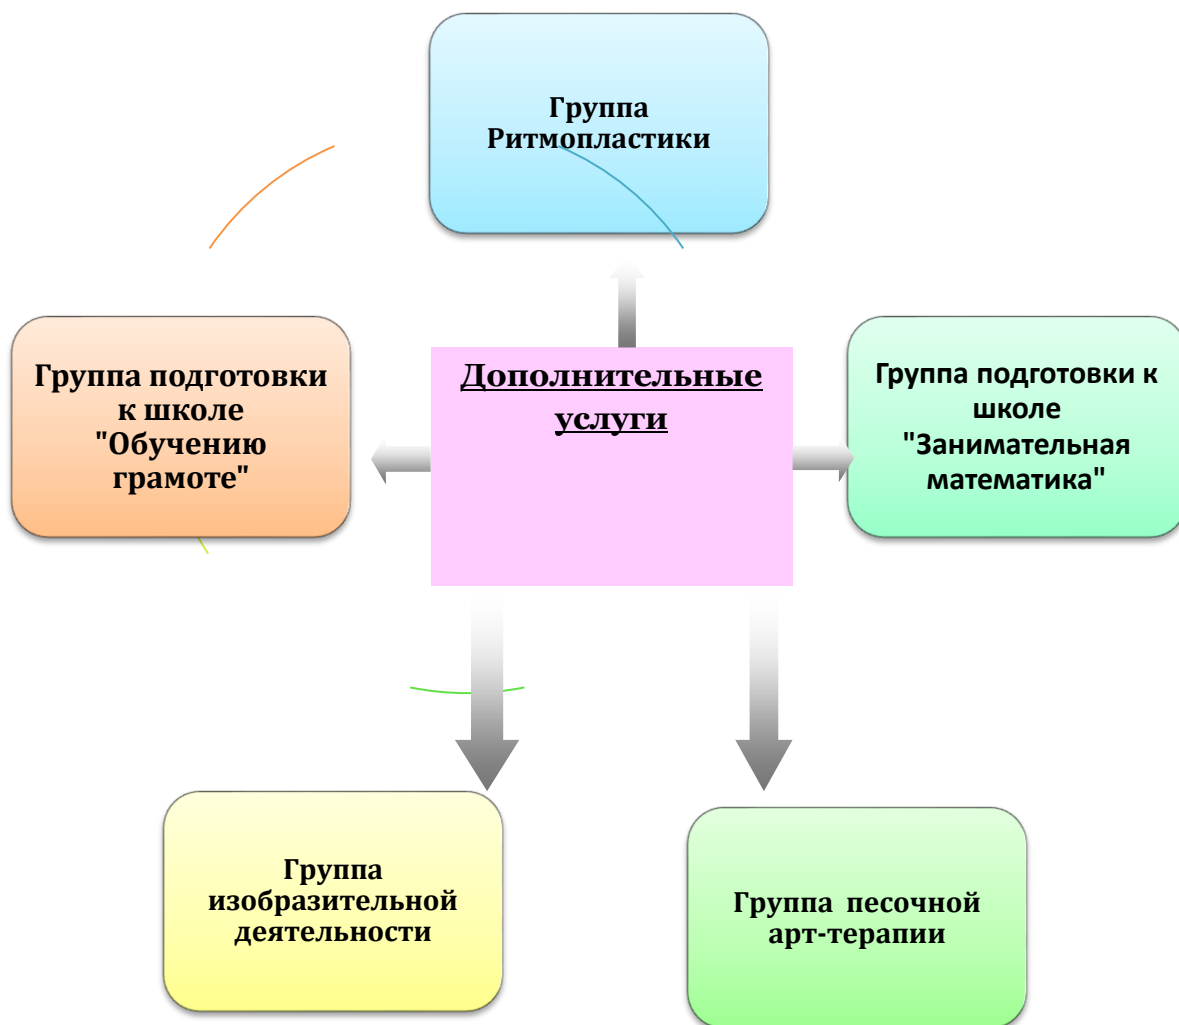 Группа
Ритмопластики
Группа подготовки
к школе
"Обучению
грамоте"
Дополнительные
услуги
Группа подготовки к
школе
"Занимательная
математика"
Группа
изобразительной
деятельности
Группа песочной
арт-терапии